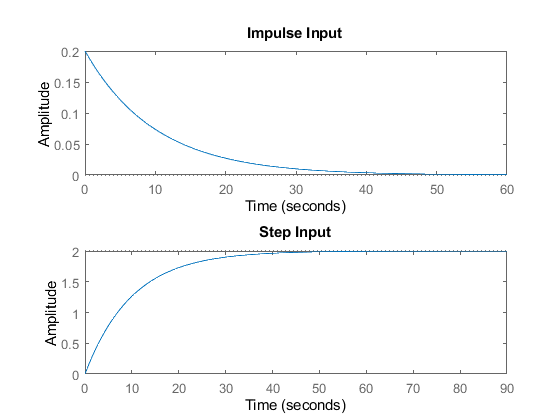 Impulse Input
0.2
0.15
0.1
0.05
0
Amplitude
0 10 20 30 40 50 60
Time (seconds)
Step Input
2
1.5
1
0.5
0
Amplitude
0 10 20 30 40 50 60 70 80 90
Time (seconds)